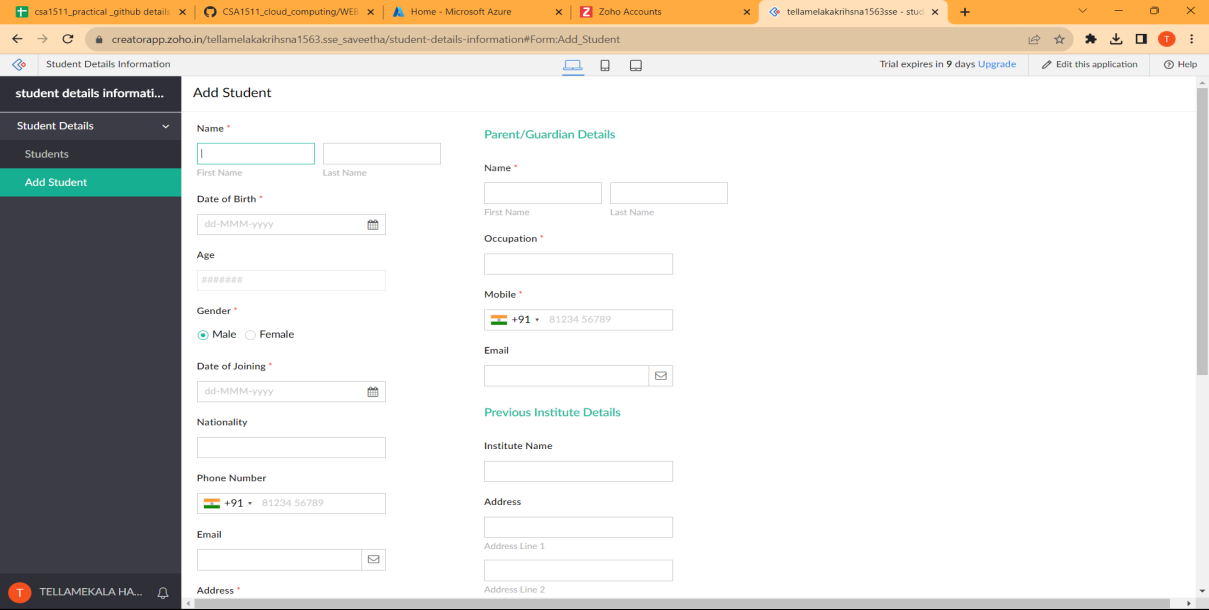 csa1511_practical _github details
CSA1511_cloud_computing/WEB
Home - Microsoft Azure
Z Zoho Accounts
tellamelakakrihsna1563sse - stud
creatorapp.zoho.in/tellamelakakrihsna1563.sse_saveetha/student-details-information#Form:Add_Student
T
Student Details Information
Trial expires in 9 days Upgrade
Edit this application
Help
student details informati...
Student Details
Students
Add Student
T TELLAMEKALA HA...
Add Student
Name *
First Name Last Name
Date of Birth *
dd-MMM-yyyy
Age
#######
Gender *
Male Female
Date of Joining *
dd-MMM-yyyy
Nationality
Phone Number
+91 81234 56789
Email
Address *
Parent/Guardian Details
Name *
First Name Last Name
Occupation *
Mobile *
+91 81234 56789
Email
Previous Institute Details
Institute Name
Address
Address Line 1
Address Line 2